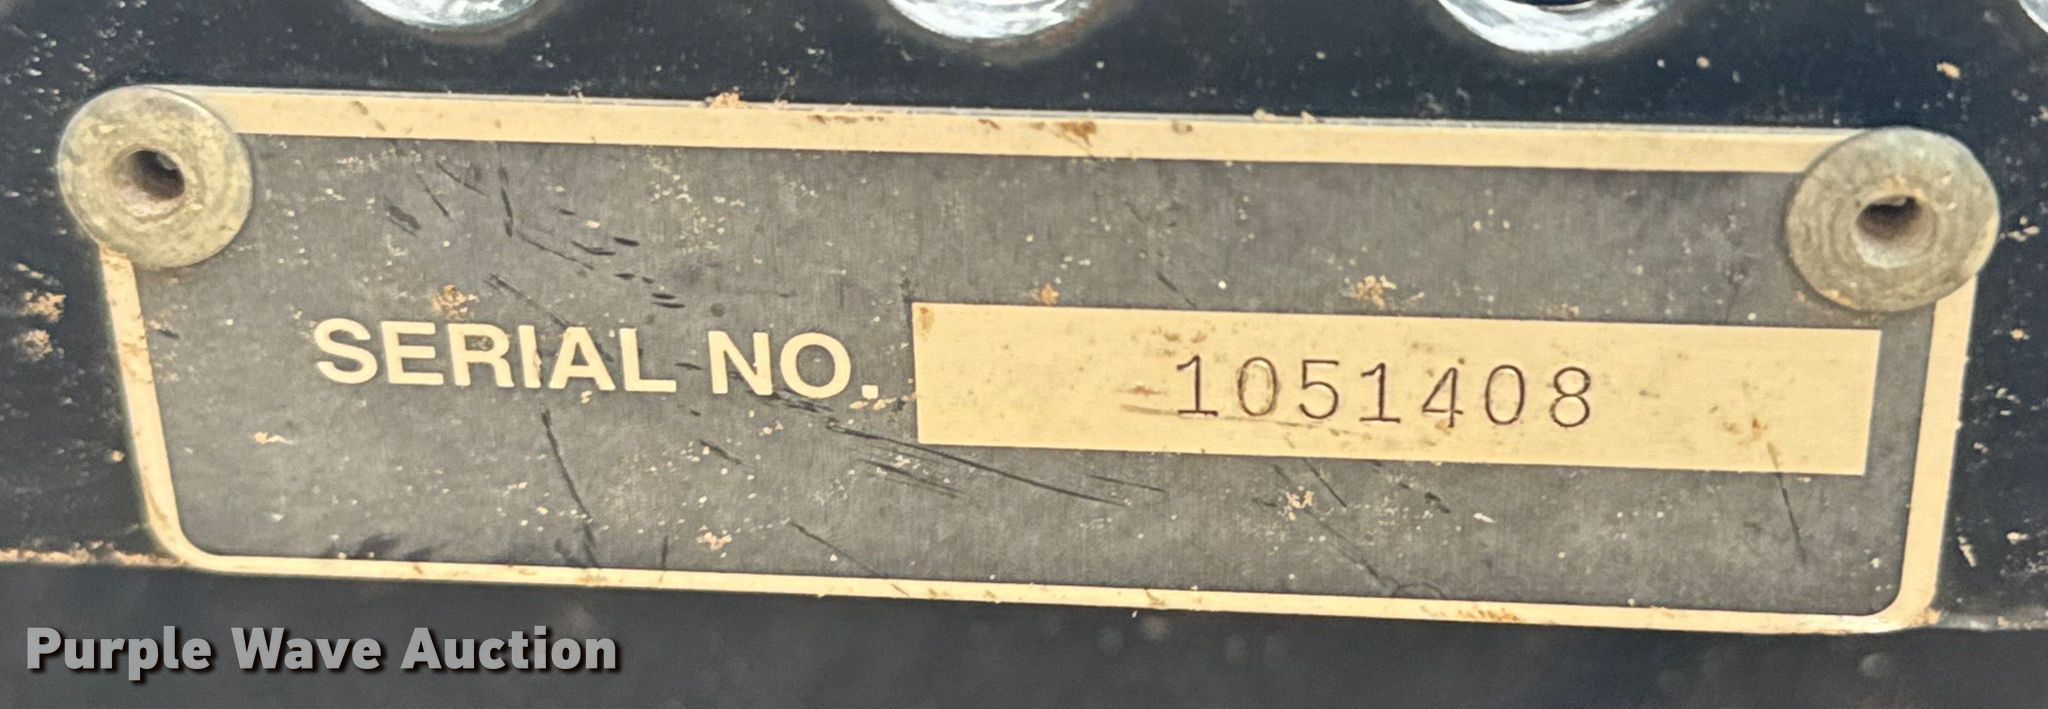 SERIAL NO. 1051408
Purple Wave Auction